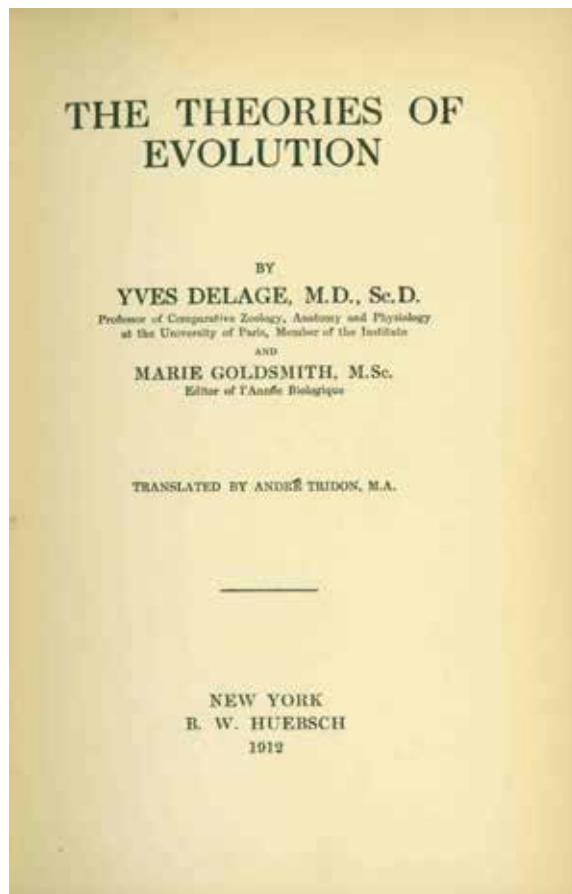 THE THEORIES OF
EVOLUTION
BY
YVES DELAGE, M.D., Sc.D.
Professor of Comparative Zoology, Anatomy and Physiology
at the University of Paris, Member of the Institute
AND
MARIE GOLDSMITH, M.Sc.
Editor of l'Année Biologique
TRANSLATED BY ANDRÉ TRIDON, M.A.
NEW YORK
B. W. HUEBSCH
1912